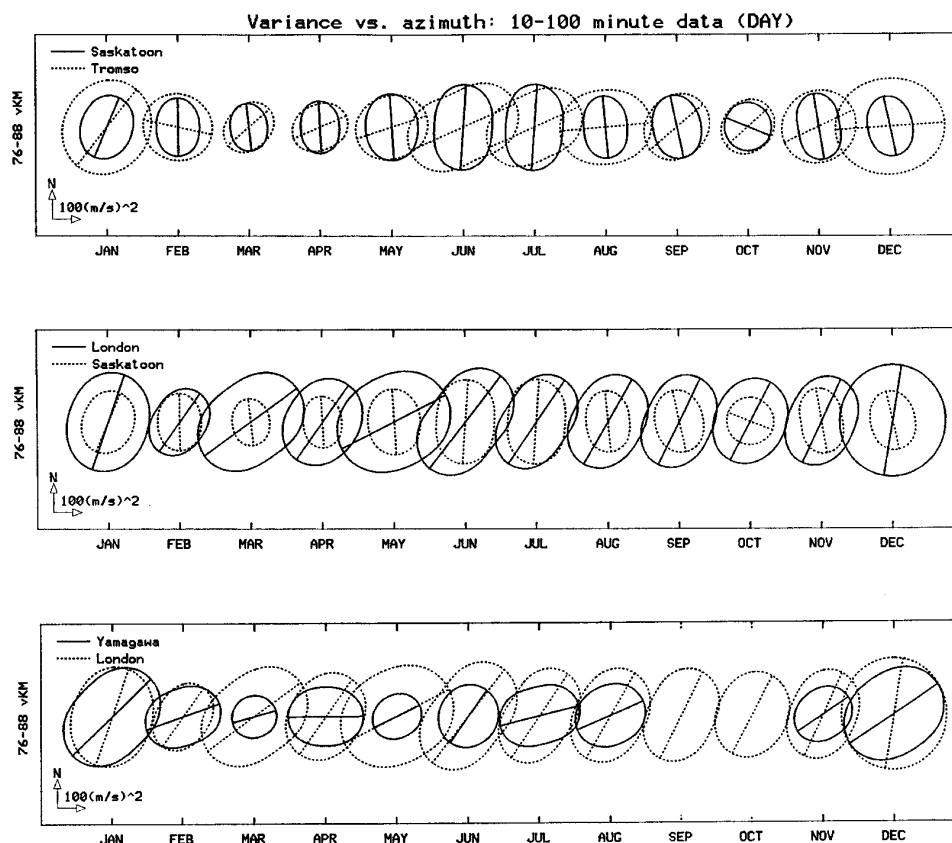 Variance vs. azimuth: 10-100 minute data (DAY)
Saskatoon
Tromso
76-88 vKM
N
100(m/s)^2
JAN FEB MAR APR MAY JUN JUL AUG SEP OCT NOV DEC
London
Saskatoon
76-88 vKM
N
100(m/s)^2
JAN FEB MAR APR MAY JUN JUL AUG SEP OCT NOV DEC
Yamagawa
London
76-88 vKM
N
100(m/s)^2
JAN FEB MAR APR MAY JUN JUL AUG SEP OCT NOV DEC